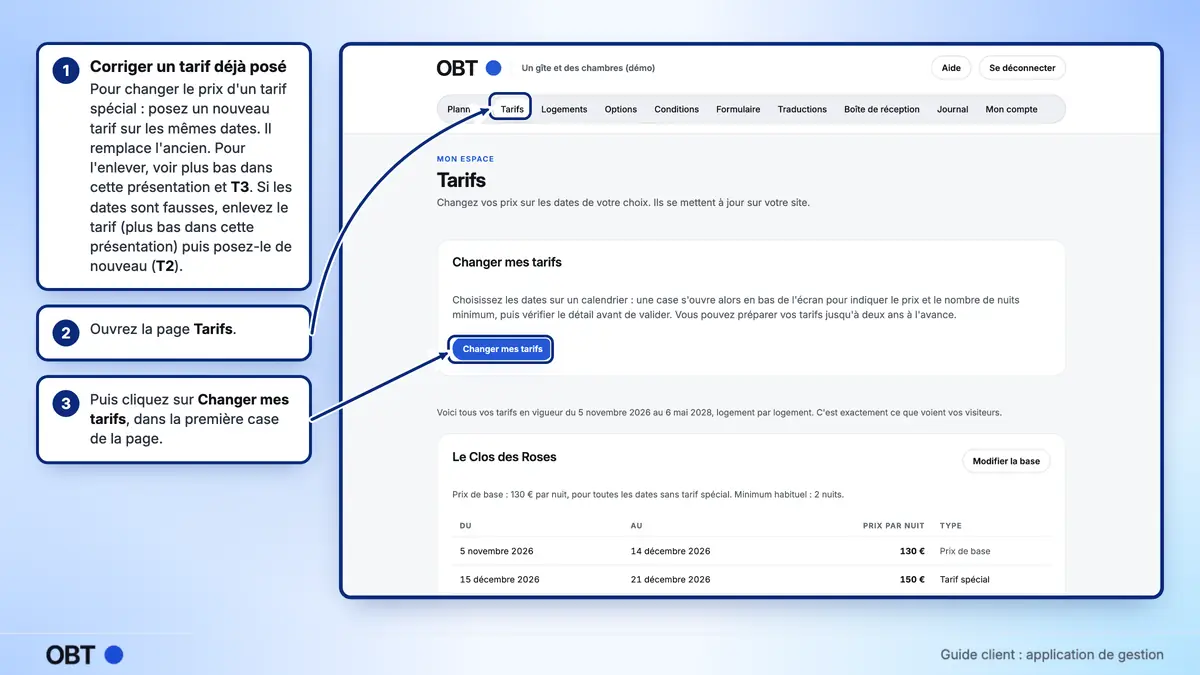 1
Corriger un tarif déjà posé
Pour changer le prix d'un tarif
spécial : posez un nouveau
tarif sur les mêmes dates. Il
remplace l'ancien. Pour
l'enlever, voir plus bas dans
cette présentation et T3. Si les
dates sont fausses, enlevez le
tarif (plus bas dans cette
présentation) puis posez-le de
nouveau (T2).
2
Ouvrez la page Tarifs.
3
Puis cliquez sur Changer mes
tarifs, dans la première case
de la page.
OBT
Un gîte et des chambres (démo)
Aide
Se déconnecter
Plann
Tarifs
Logements
Options
Conditions
Formulaire
Traductions
Boîte de réception
Journal
Mon compte
MON ESPACE
Tarifs
Changez vos prix sur les dates de votre choix. Ils se mettent à jour sur votre site.
Changer mes tarifs
Choisissez les dates sur un calendrier : une case s'ouvre alors en bas de l'écran pour indiquer le prix et le nombre de nuits
minimum, puis vérifier le détail avant de valider. Vous pouvez préparer vos tarifs jusqu'à deux ans à l'avance.
Changer mes tarifs
Voici tous vos tarifs en vigueur du 5 novembre 2026 au 6 mai 2028, logement par logement. C'est exactement ce que voient vos visiteurs.
Le Clos des Roses
Modifier la base
Prix de base : 130 € par nuit, pour toutes les dates sans tarif spécial. Minimum habituel : 2 nuits.
DU AU PRIX PAR NUIT TYPE
5 novembre 2026 14 décembre 2026 130 € Prix de base
15 décembre 2026 21 décembre 2026 150 € Tarif spécial
OBT
Guide client : application de gestion